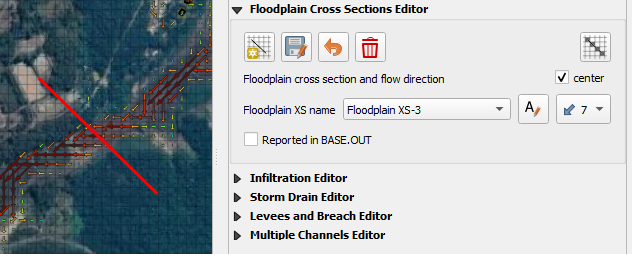 Floodplain Cross Sections Editor
Floodplain cross section and flow direction center
Floodplain XS name Floodplain XS-3 A 7
Reported in BASE.OUT
Infiltration Editor
Storm Drain Editor
Levees and Breach Editor
Multiple Channels Editor